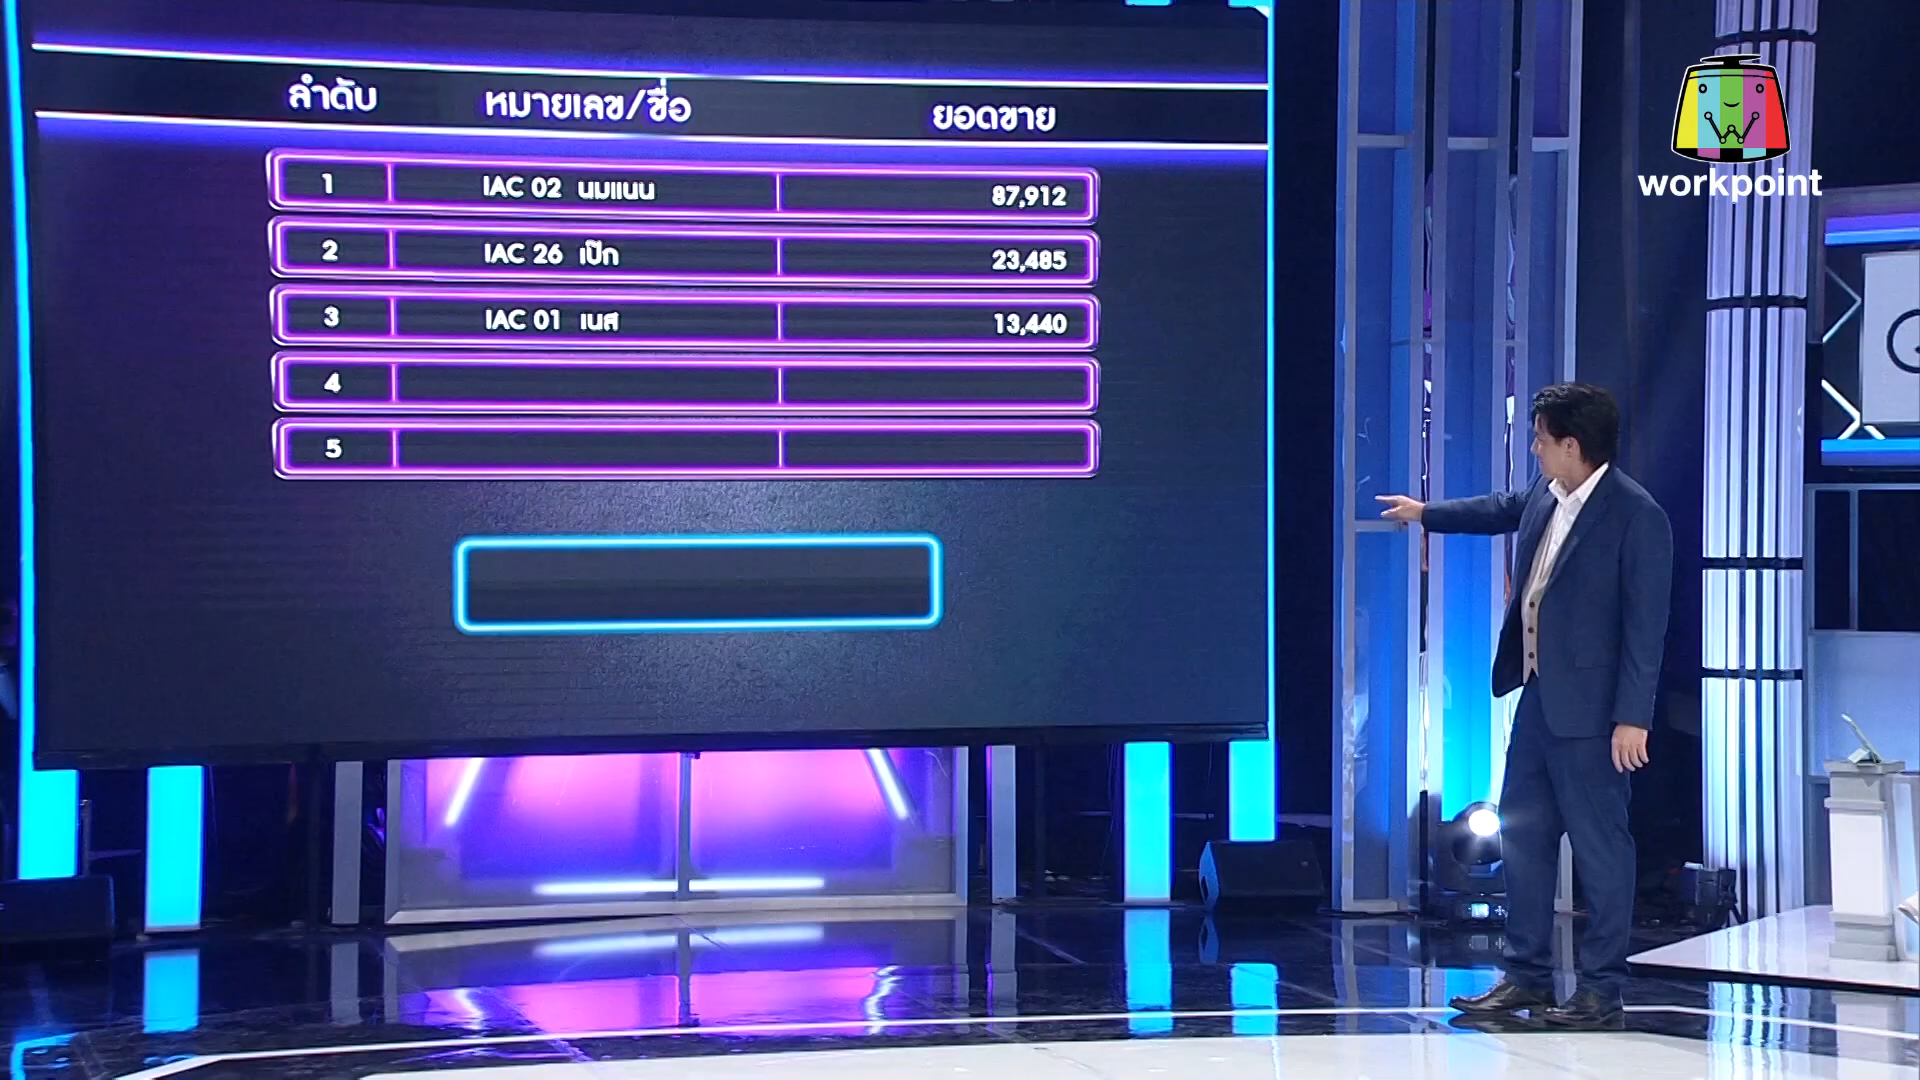 ลำดับ หมายเลข/ชื่อ ยอดขาย
1 IAC 02 นมแนน 87,912
2 IAC 26 เป๊ก 23,485
3 IAC 01 เนส 13,440
4
5
workpoint